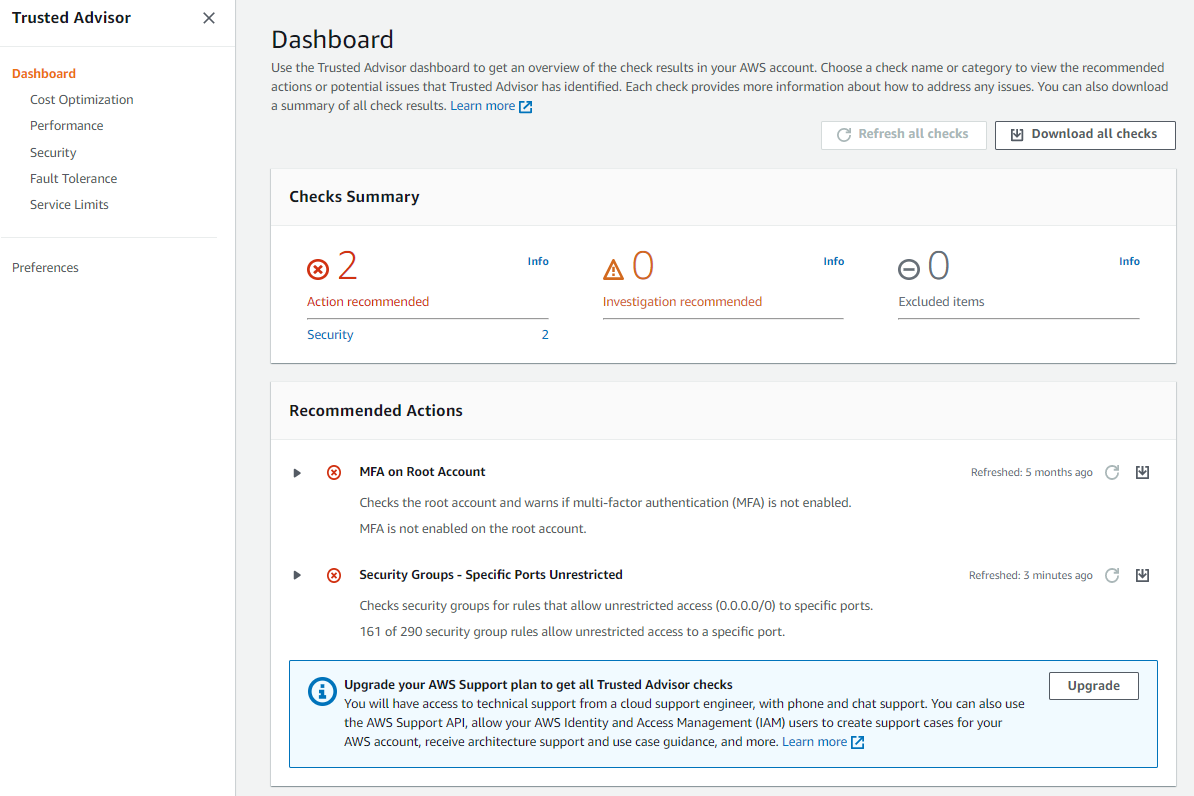 Trusted Advisor
Dashboard
Cost Optimization
Performance
Security
Fault Tolerance
Service Limits
Preferences
Dashboard
Use the Trusted Advisor dashboard to get an overview of the check results in your AWS account. Choose a check name or category to view the recommended
actions or potential issues that Trusted Advisor has identified. Each check provides more information about how to address any issues. You can also download
a summary of all check results. Learn more
Refresh all checks
Download all checks
Checks Summary
2 Info
Action recommended
Security 2
0 Info
Investigation recommended
0 Info
Excluded items
Recommended Actions
MFA on Root Account Refreshed: 5 months ago
Checks the root account and warns if multi-factor authentication (MFA) is not enabled.
MFA is not enabled on the root account.
Security Groups - Specific Ports Unrestricted Refreshed: 3 minutes ago
Checks security groups for rules that allow unrestricted access (0.0.0.0/0) to specific ports.
161 of 290 security group rules allow unrestricted access to a specific port.
Upgrade your AWS Support plan to get all Trusted Advisor checks
You will have access to technical support from a cloud support engineer, with phone and chat support. You can also use
the AWS Support API, allow your AWS Identity and Access Management (IAM) users to create support cases for your
AWS account, receive architecture support and use case guidance, and more. Learn more
Upgrade